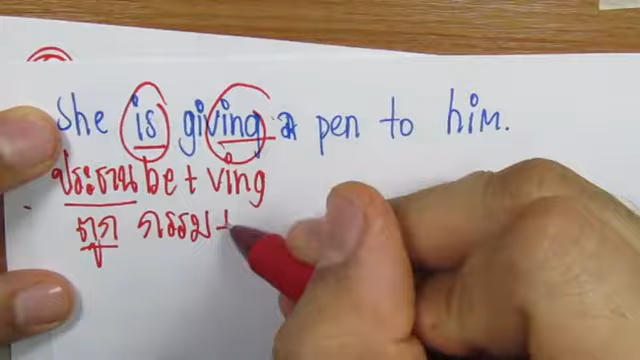 She is giving a pen to him.
ประธาน be + ving
ถูก กรรม +